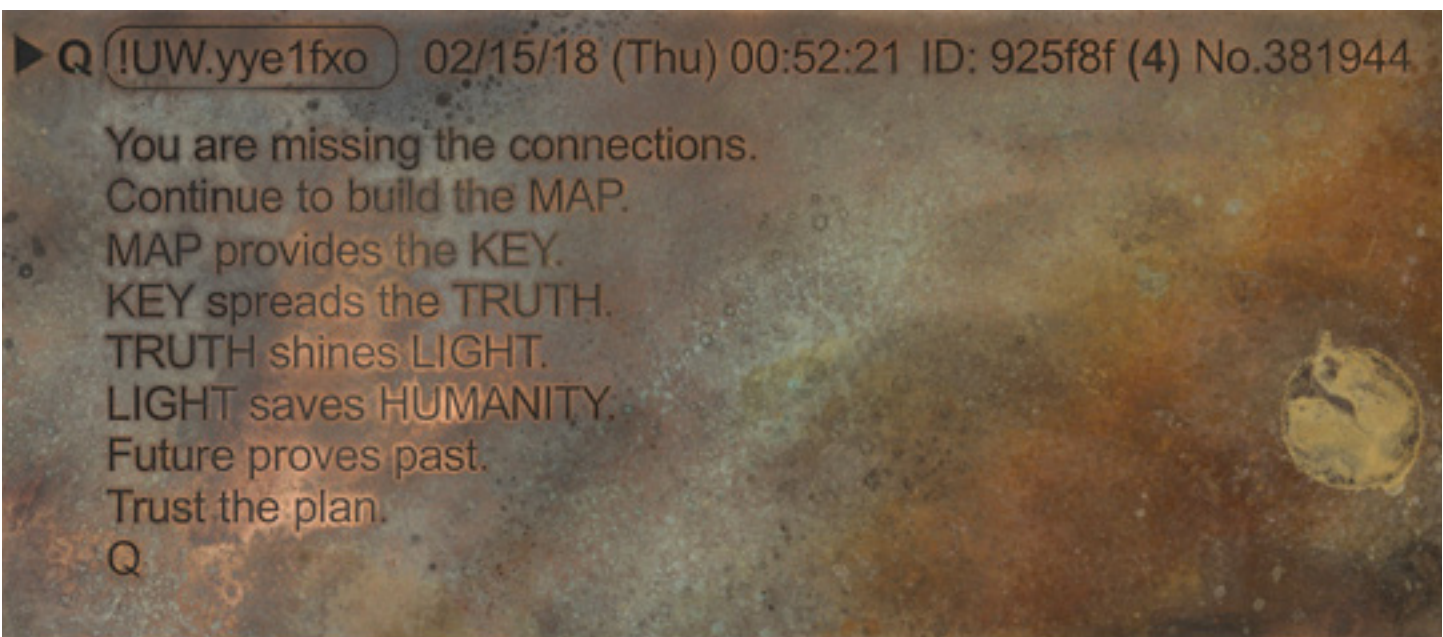 ▶ Q !UW.yye1fxo 02/15/18 (Thu) 00:52:21 ID: 925f8f (4) No.381944
You are missing the connections.
Continue to build the MAP.
MAP provides the KEY.
KEY spreads the TRUTH.
TRUTH shines LIGHT.
LIGHT saves HUMANITY.
Future proves past.
Trust the plan.
Q